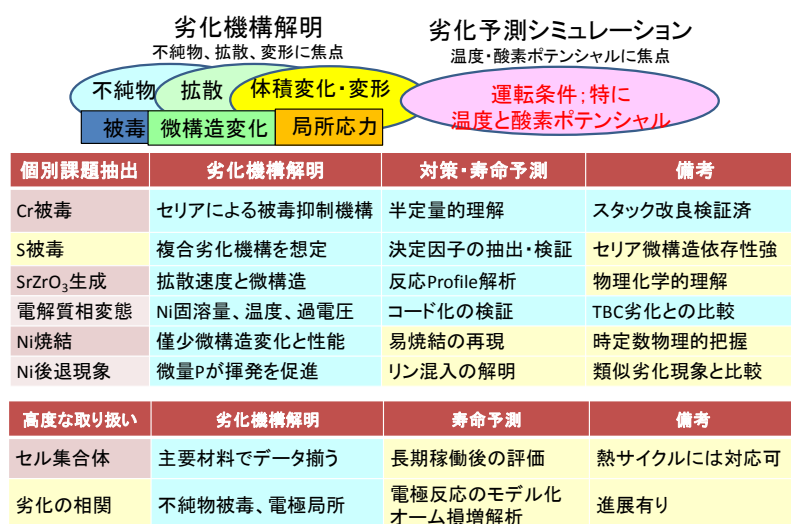 劣化機構解明
不純物、拡散、変形に焦点
劣化予測シミュレーション
温度・酸素ポテンシャルに焦点
不純物 拡散 体積変化・変形
被毒 微構造変化 局所応力
運転条件;特に
温度と酸素ポテンシャル
個別課題抽出 劣化機構解明 対策・寿命予測 備考
Cr被毒 セリアによる被毒抑制機構 半定量的理解 スタック改良検証済
S被毒 複合劣化機構を想定 決定因子の抽出・検証 セリア微構造依存性強
SrZrO₃生成 拡散速度と微構造 反応Profile解析 物理化学的理解
電解質相変態 Ni固溶量、温度、過電圧 コード化の検証 TBC劣化との比較
Ni焼結 僅少微構造変化と性能 易焼結の再現 時定数物理的把握
Ni後退現象 微量Pが揮発を促進 リン混入の解明 類似劣化現象と比較
高度な取り扱い 劣化機構解明 寿命予測 備考
セル集合体 主要材料でデータ揃う 長期稼働後の評価 熱サイクルには対応可
劣化の相関 不純物被毒、電極局所 電極反応のモデル化 進展有り
オーム損増解析